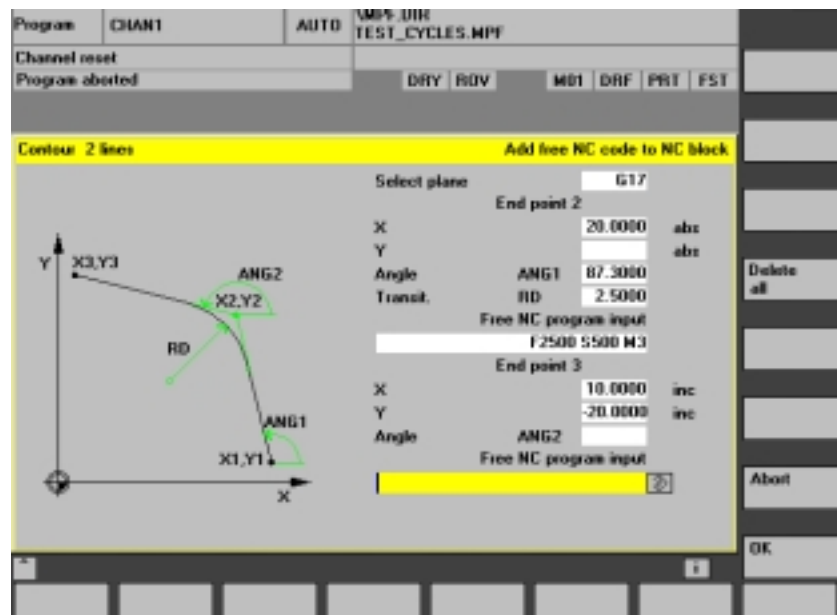 Program CHAN1 AUTO \MPF.DIR
TEST_CYCLES.MPF
Channel reset
Program aborted DRY ROV M01 DRF PRT FST
Contour 2 lines Add free NC code to NC block
Select plane G17
End point 2
X 20.0000 abs
Y abs
Angle ANG1 87.3000
Transit. RD 2.5000
Free NC program input
F2500 S500 M3
End point 3
X 10.0000 inc
Y -20.0000 inc
Angle ANG2
Free NC program input
Y
X3,Y3
ANG2
X2,Y2
RD
ANG1
X1,Y1
X
Delete
all
Abort
OK
i